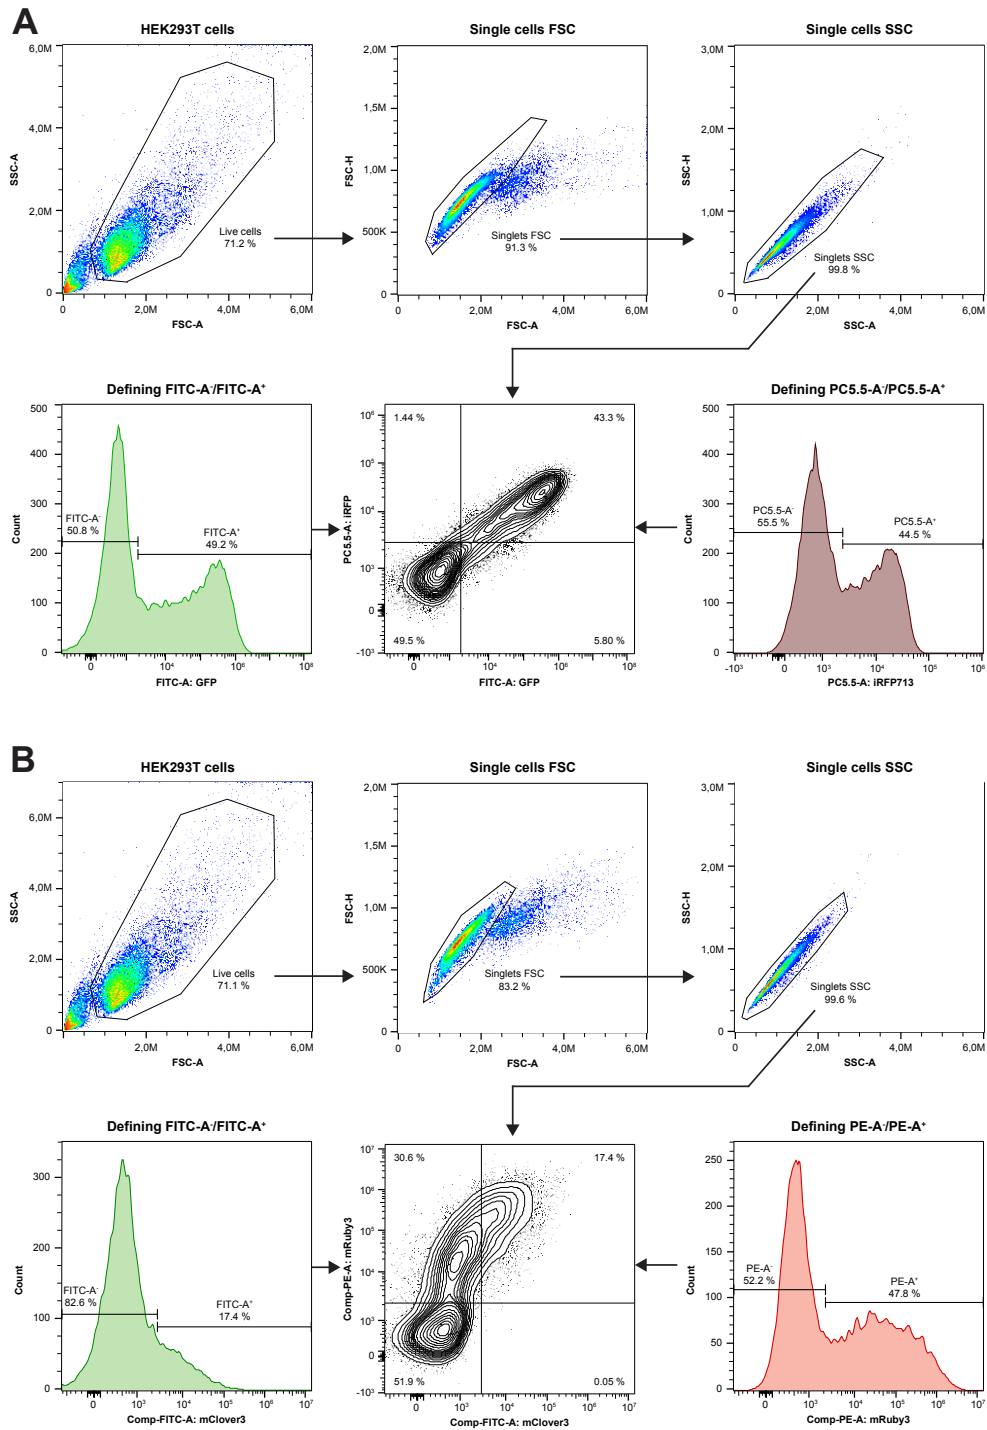 A
HEK293T cells
Single cells FSC
Single cells SSC
6,0M
4,0M
2,0M
0
SSC-A
Live cells
71.2 %
0
2,0M
4,0M
6,0M
FSC-A
2,0M
1,5M
1,0M
500K
0
FSC-H
Singlets FSC
91.3 %
0
2,0M
4,0M
6,0M
FSC-A
3,0M
2,0M
1,0M
0
SSC-H
Singlets SSC
99.8 %
0
2,0M
4,0M
6,0M
SSC-A
Defining FITC-A⁻/FITC-A⁺
Defining PC5.5-A⁻/PC5.5-A⁺
500
400
300
200
100
0
Count
FITC-A⁻
50.8 %
FITC-A⁺
49.2 %
0
10⁴
10⁶
10⁸
FITC-A: GFP
10⁶
10⁵
10⁴
10³
0
-10³
PC5.5-A: iRFP
1.44 %
43.3 %
49.5 %
5.80 %
0
10⁴
10⁶
10⁸
FITC-A: GFP
500
400
300
200
100
0
Count
PC5.5-A⁻
55.5 %
PC5.5-A⁺
44.5 %
-10³
0
10³
10⁴
10⁵
10⁶
PC5.5-A: iRFP713
B
HEK293T cells
Single cells FSC
Single cells SSC
6,0M
4,0M
2,0M
0
SSC-A
Live cells
71.1 %
0
2,0M
4,0M
6,0M
FSC-A
2,0M
1,5M
1,0M
500K
0
FSC-H
Singlets FSC
83.2 %
0
2,0M
4,0M
6,0M
FSC-A
3,0M
2,0M
1,0M
0
SSC-H
Singlets SSC
99.6 %
0
2,0M
4,0M
6,0M
SSC-A
Defining FITC-A⁻/FITC-A⁺
Defining PE-A⁻/PE-A⁺
300
200
100
0
Count
FITC-A⁻
82.6 %
FITC-A⁺
17.4 %
0
10³
10⁴
10⁵
10⁶
10⁷
Comp-FITC-A: mClover3
10⁷
10⁶
10⁵
10⁴
10³
0
-10³
Comp-PE-A: mRuby3
30.6 %
17.4 %
51.9 %
0.05 %
0
10³
10⁴
10⁵
10⁶
10⁷
Comp-FITC-A: mClover3
250
200
150
100
50
0
Count
PE-A⁻
52.2 %
PE-A⁺
47.8 %
0
10³
10⁴
10⁵
10⁶
10⁷
Comp-PE-A: mRuby3